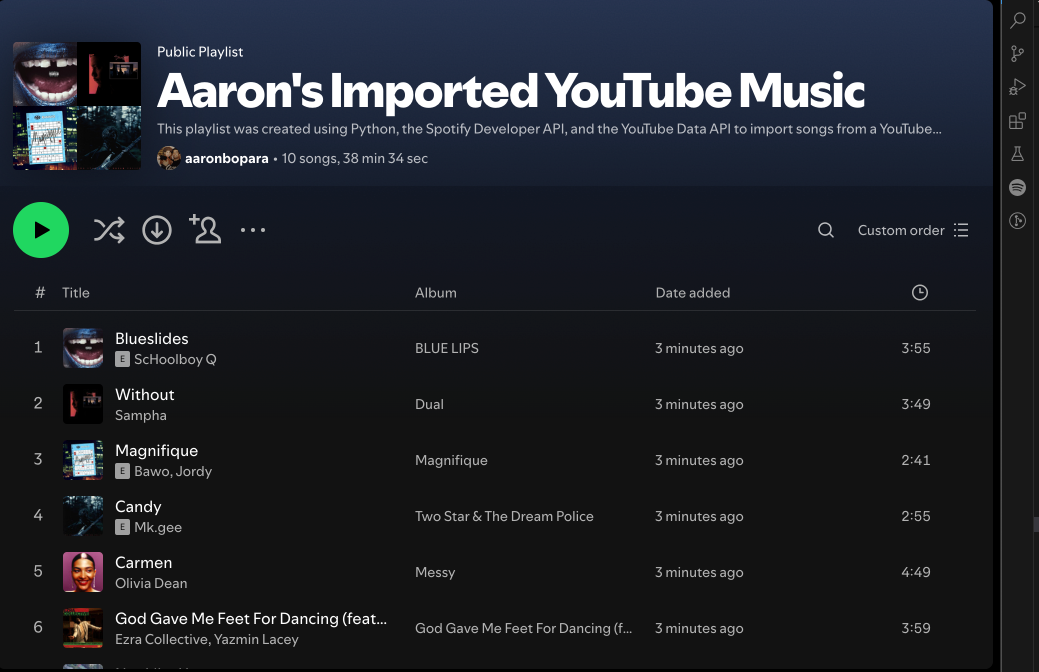 Public Playlist
Aaron's Imported YouTube Music
This playlist was created using Python, the Spotify Developer API, and the YouTube Data API to import songs from a YouTube...
aaronbopara • 10 songs, 38 min 34 sec
Custom order
# Title Album Date added
1 Blueslides BLUE LIPS 3 minutes ago 3:55
E ScHoolboy Q
2 Without Dual 3 minutes ago 3:49
Sampha
3 Magnifique Magnifique 3 minutes ago 2:41
E Bawo, Jordy
4 Candy Two Star & The Dream Police 3 minutes ago 2:55
E Mk.gee
5 Carmen Messy 3 minutes ago 4:49
Olivia Dean
6 God Gave Me Feet For Dancing (feat... God Gave Me Feet For Dancing (f... 3 minutes ago 3:59
Ezra Collective, Yazmin Lacey